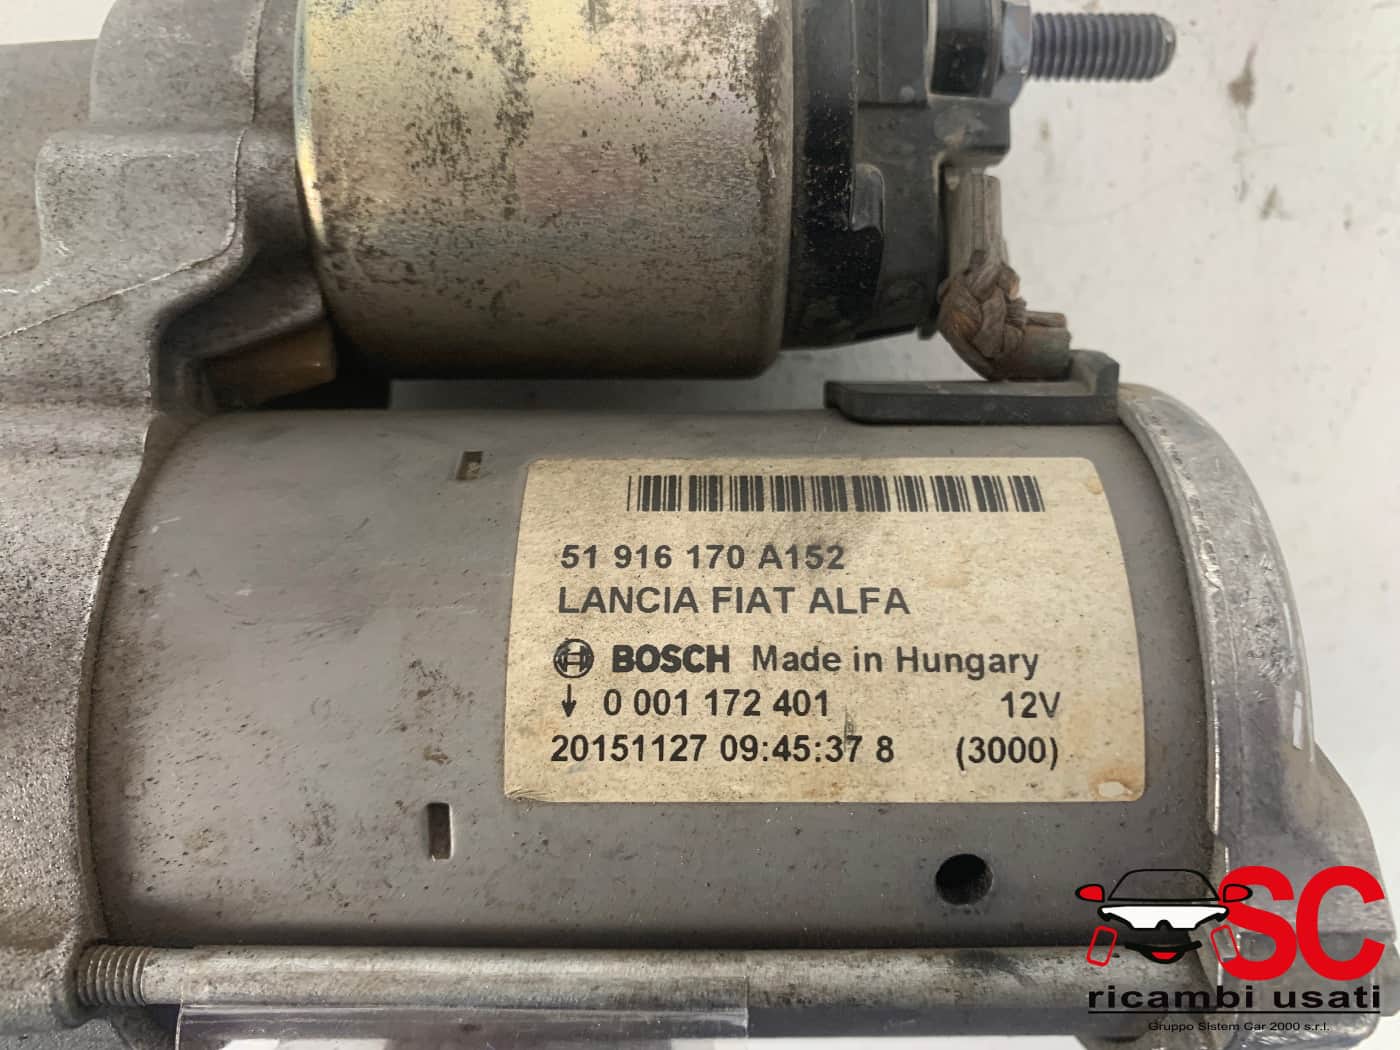 51 916 170 A152
LANCIA FIAT ALFA
BOSCH Made in Hungary
0 001 172 401 12V
20151127 09:45:37 8 (3000)
SC
ricambi usati
Gruppo Sistem Car 2000 s.r.l.